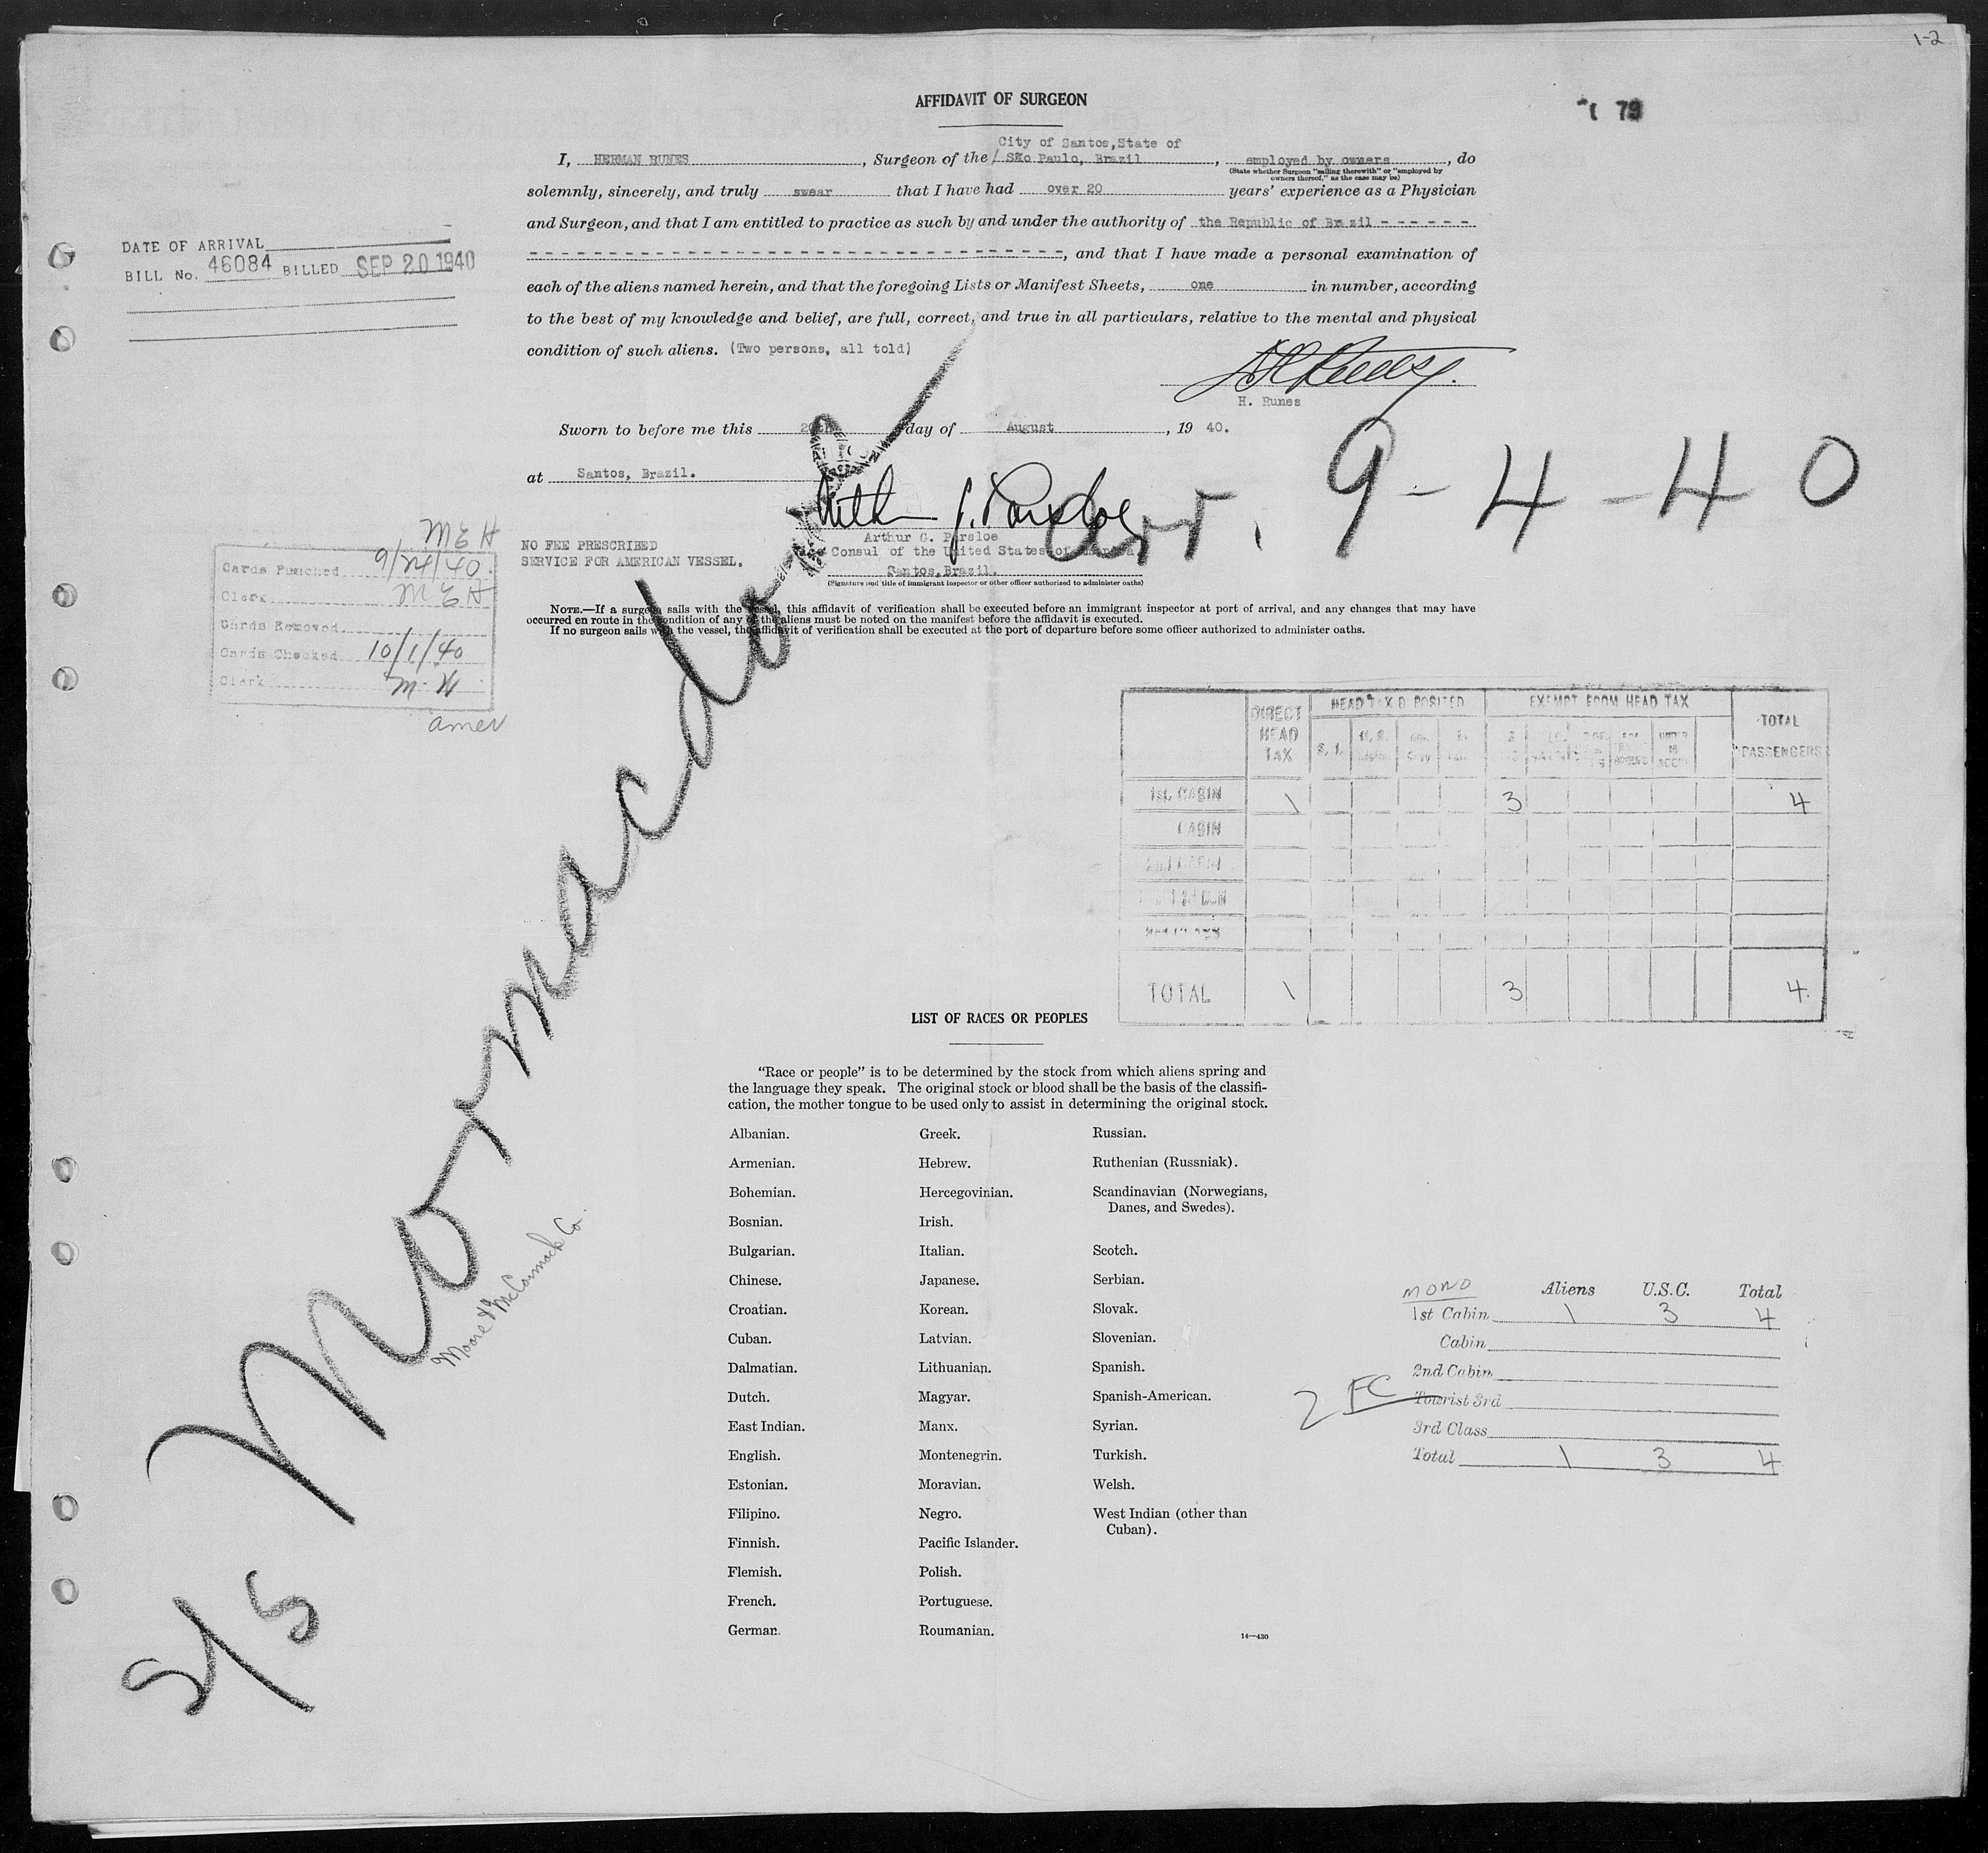 1-2
AFFIDAVIT OF SURGEON
79
City of Santos, State of
I, HERMAN RUNES, Surgeon of the / São Paulo, Brazil, employed by owners, do
(State whether Surgeon "sailing therewith" or "employed by
owners thereof," as the case may be)
solemnly, sincerely, and truly swear that I have had over 20 years' experience as a Physician
and Surgeon, and that I am entitled to practice as such by and under the authority of the Republic of Brazil - - - - - -
, and that I have made a personal examination of
each of the aliens named herein, and that the foregoing Lists or Manifest Sheets, one in number, according
to the best of my knowledge and belief, are full, correct, and true in all particulars, relative to the mental and physical
condition of such aliens. (Two persons, all told)
DATE OF ARRIVAL
BILL No. 46084 BILLED SEP 20 1940
H. Runes
Sworn to before me this day of August, 19 40.
at Santos, Brazil.
Arr. 9-4-40
Arthur G. Parsloe
Arthur G. Parsloe
Consul of the United States of America
Santos, Brazil.
(Signature and title of immigrant inspector or other officer authorized to administer oaths)
NO FEE PRESCRIBED
SERVICE FOR AMERICAN VESSEL.
MEH
Cards Punched 9/24/40
Clerk MEH
Cards Removed
Cards Checked 10/1/40
Clerk M.H
amer
NOTE.—If a surgeon sails with the vessel, this affidavit of verification shall be executed before an immigrant inspector at port of arrival, and any changes that may have
occurred en route in the condition of any of the aliens must be noted on the manifest before the affidavit is executed.
If no surgeon sails with the vessel, the affidavit of verification shall be executed at the port of departure before some officer authorized to administer oaths.
S/S Mormacdove
Moore & McCormack Co.
DIRECT HEAD TAX HEAD TAX DEPOSITED EXEMPT FROM HEAD TAX TOTAL PASSENGERS
1st. CABIN 1 3 4
CABIN
2nd CABIN
TOTAL 1 3 4
LIST OF RACES OR PEOPLES
"Race or people" is to be determined by the stock from which aliens spring and
the language they speak. The original stock or blood shall be the basis of the classifi-
cation, the mother tongue to be used only to assist in determining the original stock.
Albanian.
Armenian.
Bohemian.
Bosnian.
Bulgarian.
Chinese.
Croatian.
Cuban.
Dalmatian.
Dutch.
East Indian.
English.
Estonian.
Filipino.
Finnish.
Flemish.
French.
German.
Greek.
Hebrew.
Hercegovinian.
Irish.
Italian.
Japanese.
Korean.
Latvian.
Lithuanian.
Magyar.
Manx.
Montenegrin.
Moravian.
Negro.
Pacific Islander.
Polish.
Portuguese.
Roumanian.
Russian.
Ruthenian (Russniak).
Scandinavian (Norwegians,
Danes, and Swedes).
Scotch.
Serbian.
Slovak.
Slovenian.
Spanish.
Spanish-American.
Syrian.
Turkish.
Welsh.
West Indian (other than
Cuban).
14—430
MONO Aliens U.S.C. Total
1st Cabin 1 3 4
Cabin
2nd Cabin
2 FC
Tourist 3rd
3rd Class
Total 1 3 4